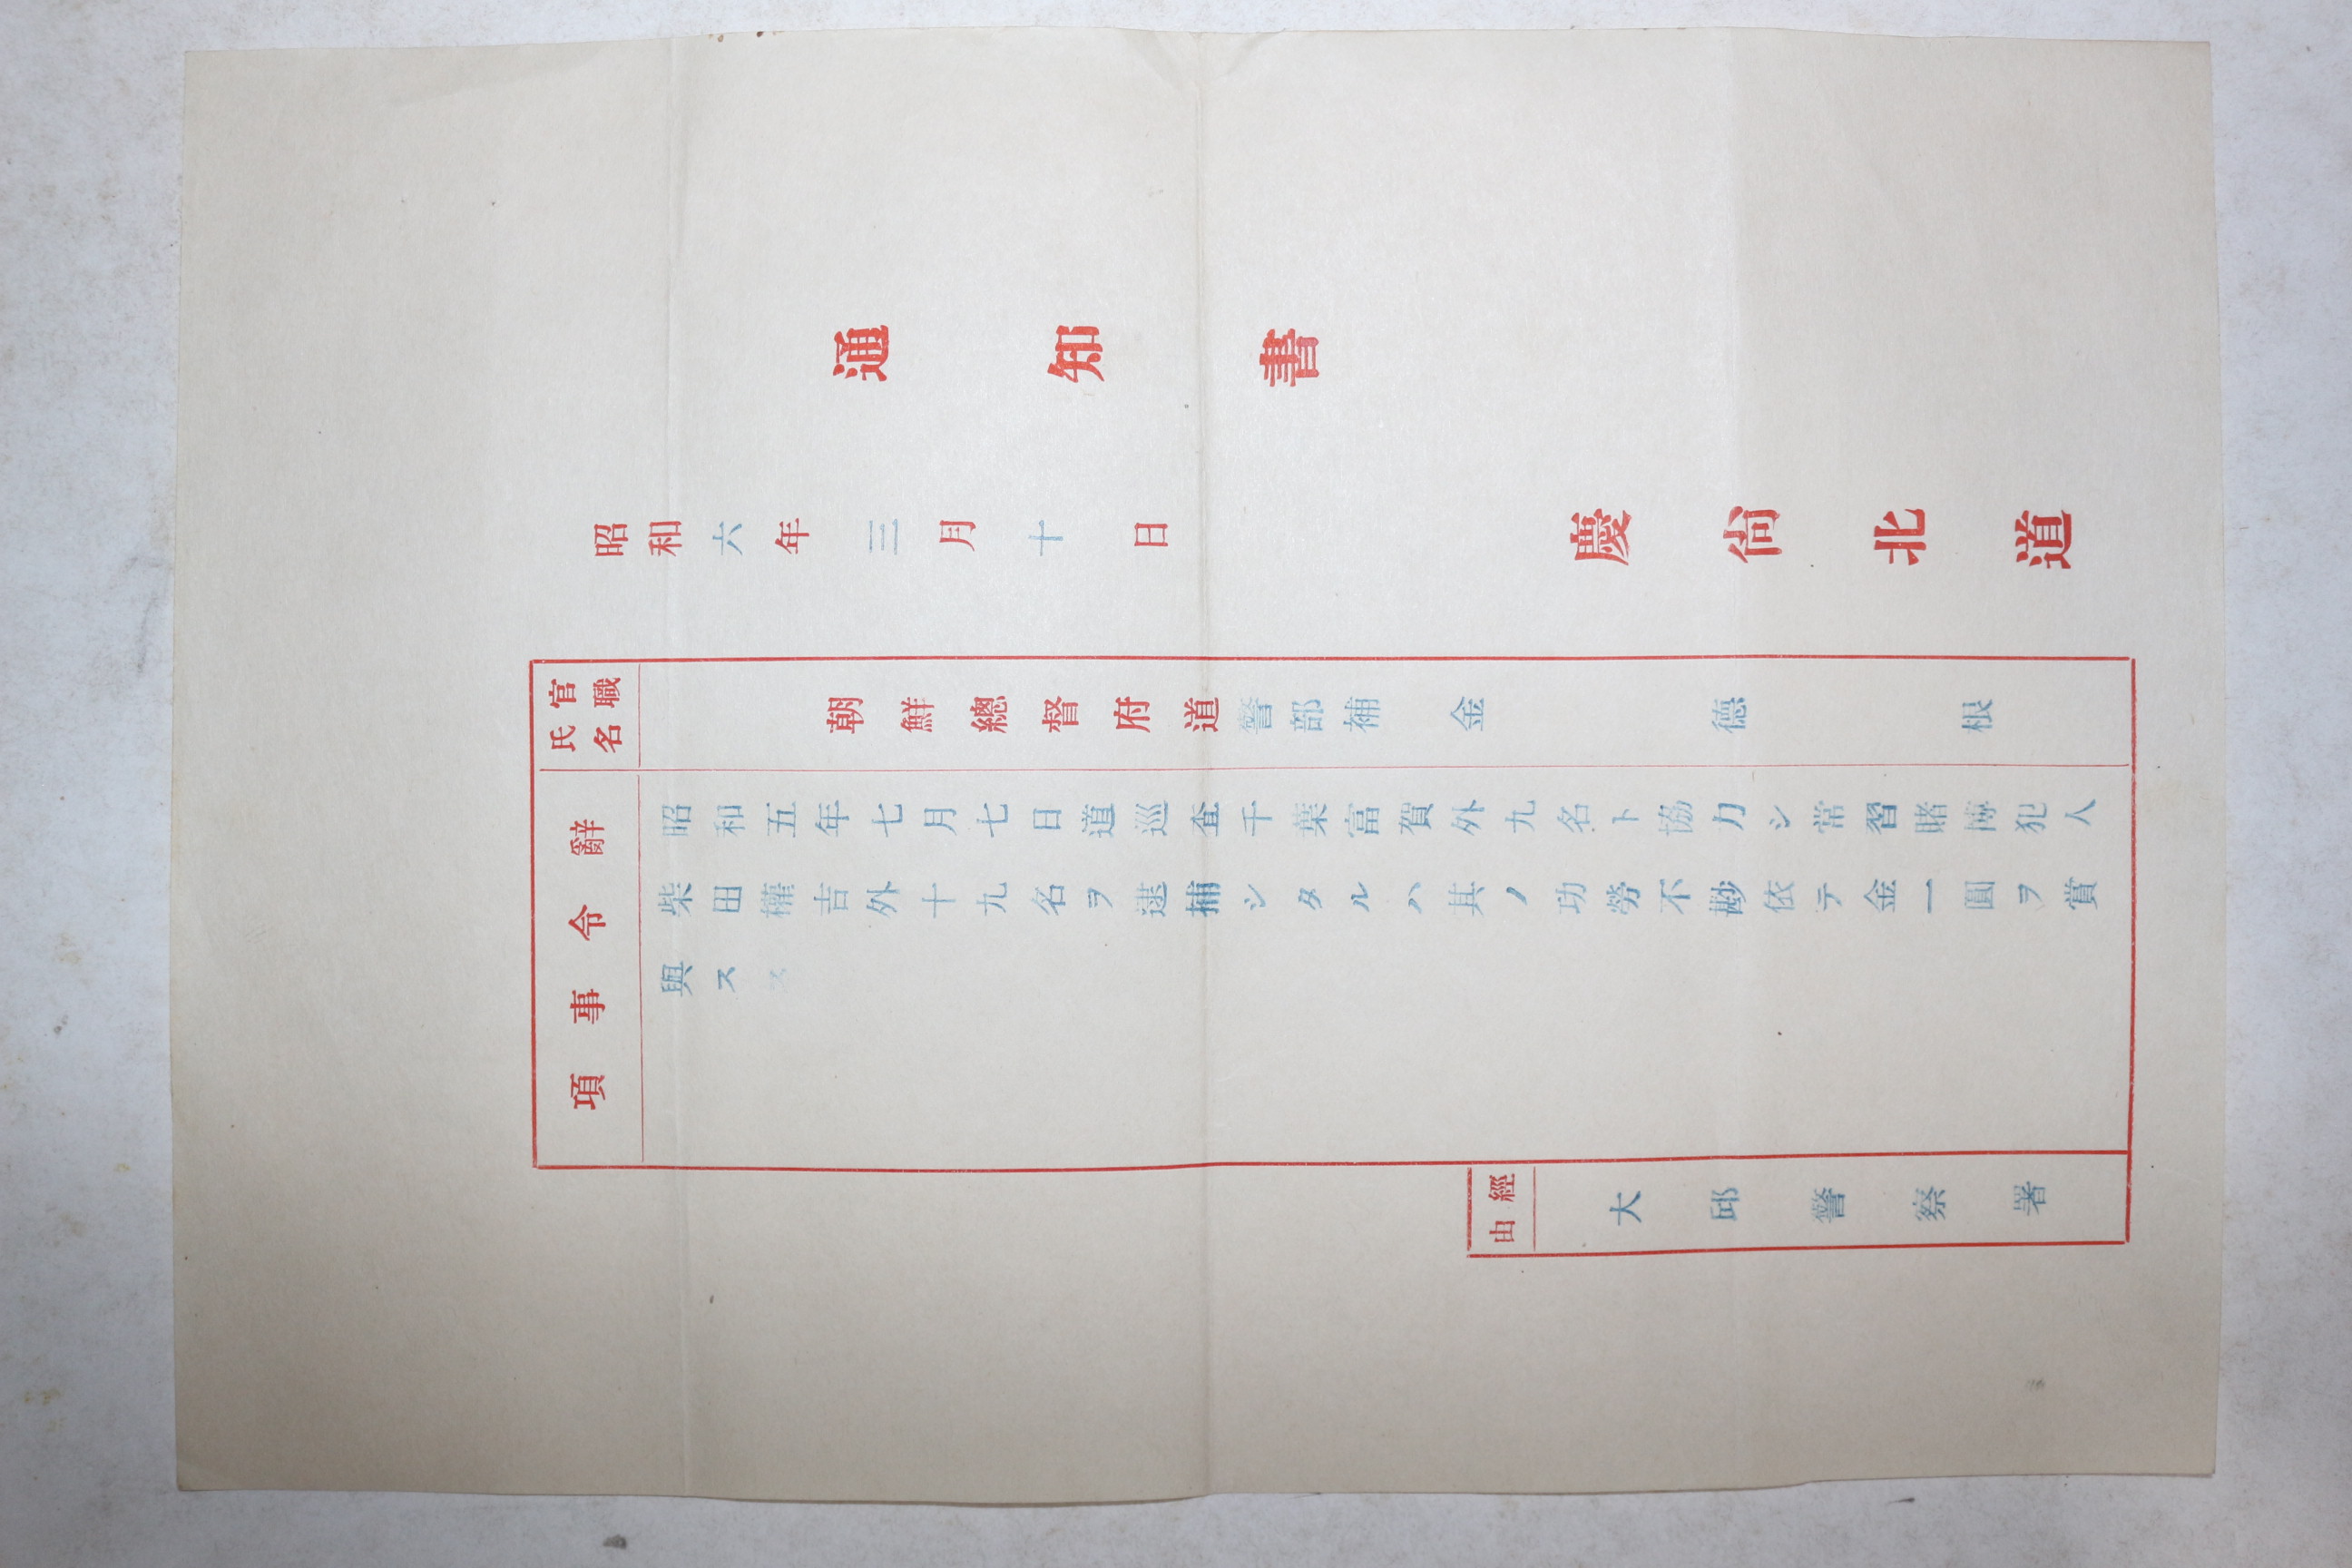 通知書
昭和六年三月十日
慶尙北道
官職
氏名
朝鮮總督府道警部補 金德根
辭令事項
昭和五年七月七日道巡査千葉富賀外九名ト協力シ常習賭博犯人
柴田權吉外十九名ヲ逮捕シタルハ其ノ功勞不尠依テ金一圓ヲ賞
與ス
經由
大邱警察署